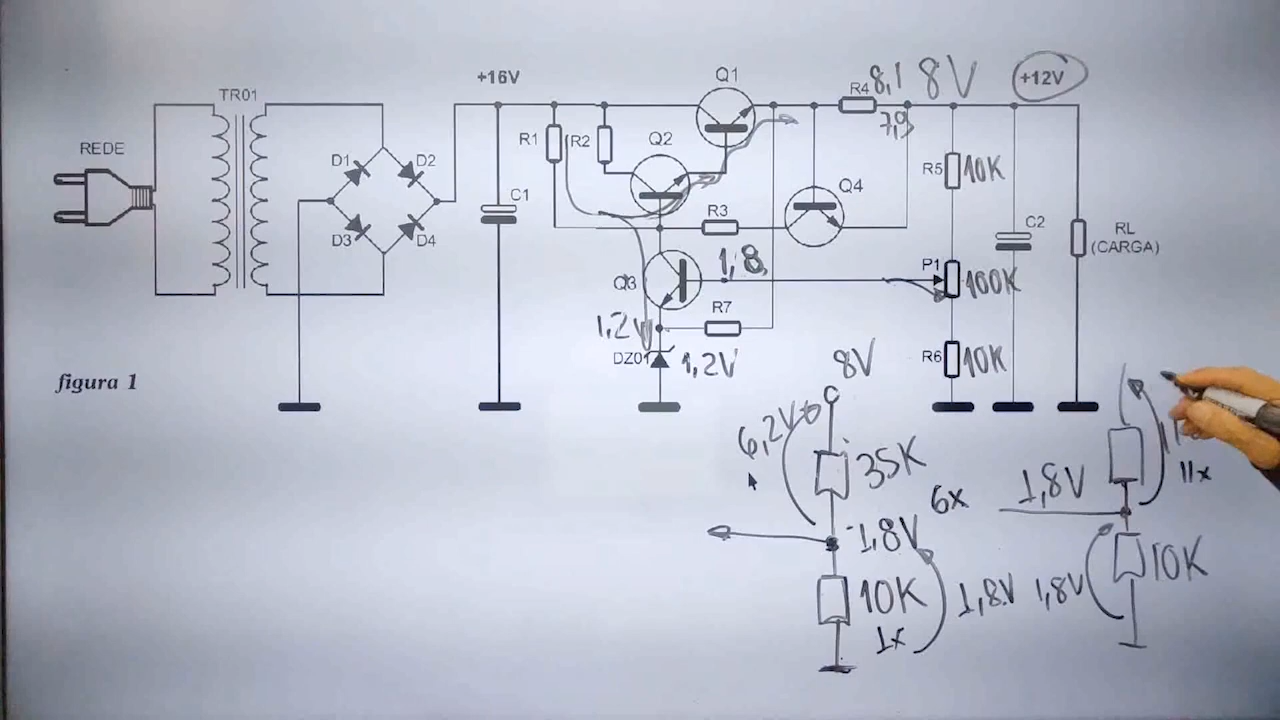 +16V
Q1
R4
8,1
8V
+12V
TR01
7,9
REDE
R1
R2
Q2
D1
D2
R5
10K
Q4
C1
R3
C2
RL
(CARGA)
D3
D4
1,8
Q3
P1
100K
R7
1,2V
DZ01
1,2V
R6
10K
8V
figura 1
6,2V
35K
6x
1,8V
11x
1,8V
10K
1,8V
1,8V
10K
1x